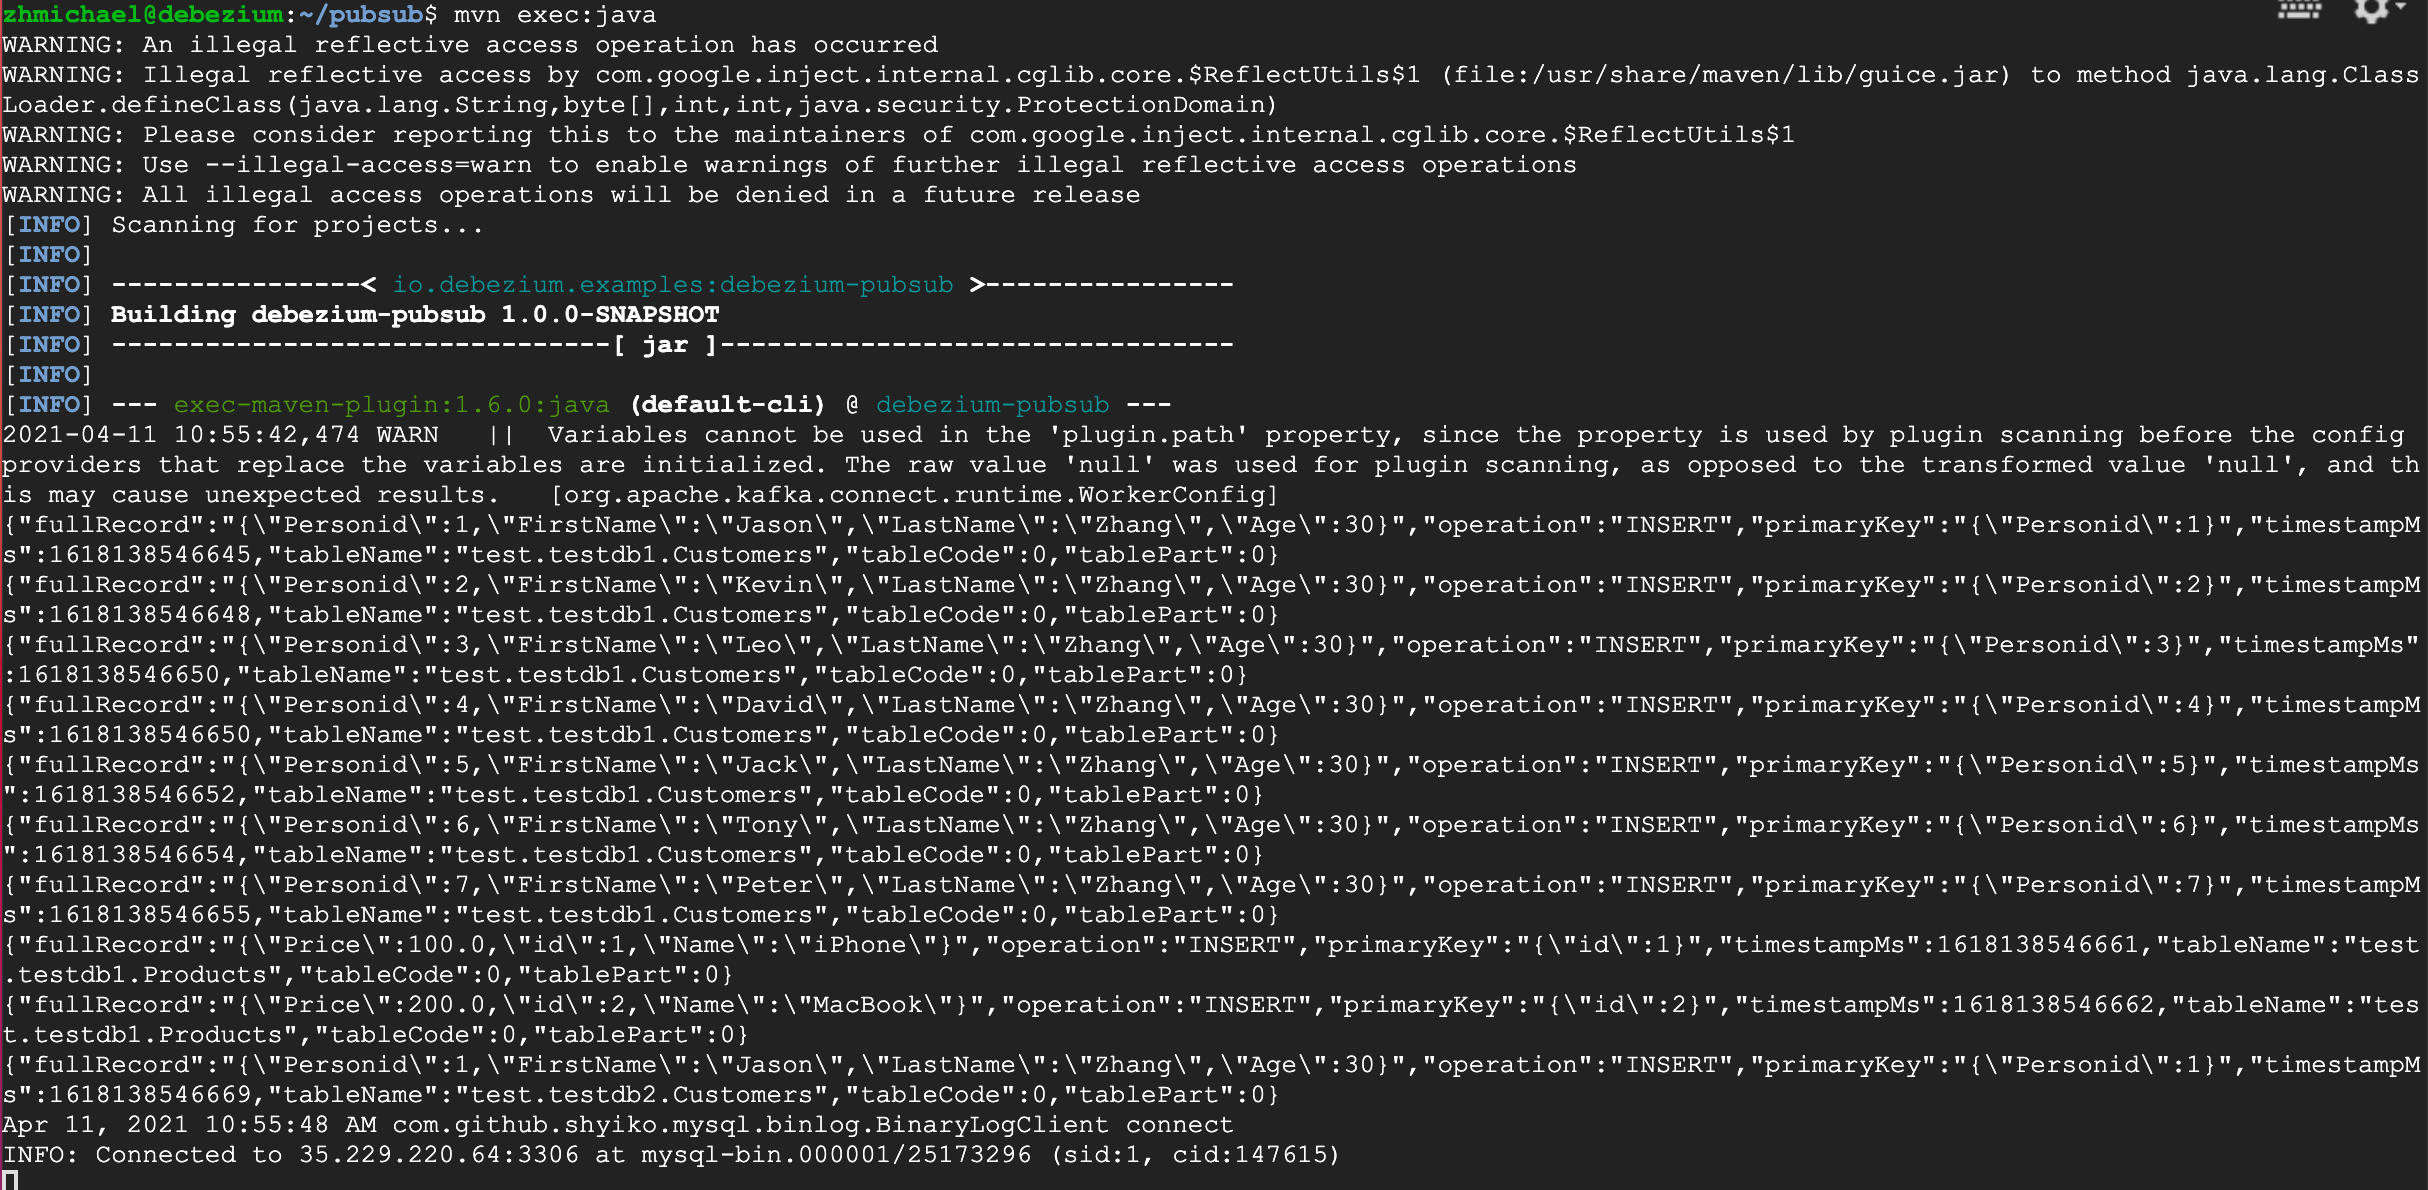 zhmichael@debezium:~/pubsub$ mvn exec:java
WARNING: An illegal reflective access operation has occurred
WARNING: Illegal reflective access by com.google.inject.internal.cglib.core.$ReflectUtils$1 (file:/usr/share/maven/lib/guice.jar) to method java.lang.Class
Loader.defineClass(java.lang.String,byte[],int,int,java.security.ProtectionDomain)
WARNING: Please consider reporting this to the maintainers of com.google.inject.internal.cglib.core.$ReflectUtils$1
WARNING: Use --illegal-access=warn to enable warnings of further illegal reflective access operations
WARNING: All illegal access operations will be denied in a future release
[INFO] Scanning for projects...
[INFO]
[INFO] ----------------< io.debezium.examples:debezium-pubsub >----------------
[INFO] Building debezium-pubsub 1.0.0-SNAPSHOT
[INFO] --------------------------------[ jar ]---------------------------------
[INFO]
[INFO] --- exec-maven-plugin:1.6.0:java (default-cli) @ debezium-pubsub ---
2021-04-11 10:55:42,474 WARN   ||  Variables cannot be used in the 'plugin.path' property, since the property is used by plugin scanning before the config
providers that replace the variables are initialized. The raw value 'null' was used for plugin scanning, as opposed to the transformed value 'null', and th
is may cause unexpected results.   [org.apache.kafka.connect.runtime.WorkerConfig]
{"fullRecord":"{\"Personid\":1,\"FirstName\":\"Jason\",\"LastName\":\"Zhang\",\"Age\":30}","operation":"INSERT","primaryKey":"{\"Personid\":1}","timestampM
s":1618138546645,"tableName":"test.testdb1.Customers","tableCode":0,"tablePart":0}
{"fullRecord":"{\"Personid\":2,\"FirstName\":\"Kevin\",\"LastName\":\"Zhang\",\"Age\":30}","operation":"INSERT","primaryKey":"{\"Personid\":2}","timestampM
s":1618138546648,"tableName":"test.testdb1.Customers","tableCode":0,"tablePart":0}
{"fullRecord":"{\"Personid\":3,\"FirstName\":\"Leo\",\"LastName\":\"Zhang\",\"Age\":30}","operation":"INSERT","primaryKey":"{\"Personid\":3}","timestampMs"
:1618138546650,"tableName":"test.testdb1.Customers","tableCode":0,"tablePart":0}
{"fullRecord":"{\"Personid\":4,\"FirstName\":\"David\",\"LastName\":\"Zhang\",\"Age\":30}","operation":"INSERT","primaryKey":"{\"Personid\":4}","timestampM
s":1618138546650,"tableName":"test.testdb1.Customers","tableCode":0,"tablePart":0}
{"fullRecord":"{\"Personid\":5,\"FirstName\":\"Jack\",\"LastName\":\"Zhang\",\"Age\":30}","operation":"INSERT","primaryKey":"{\"Personid\":5}","timestampMs
":1618138546652,"tableName":"test.testdb1.Customers","tableCode":0,"tablePart":0}
{"fullRecord":"{\"Personid\":6,\"FirstName\":\"Tony\",\"LastName\":\"Zhang\",\"Age\":30}","operation":"INSERT","primaryKey":"{\"Personid\":6}","timestampMs
":1618138546654,"tableName":"test.testdb1.Customers","tableCode":0,"tablePart":0}
{"fullRecord":"{\"Personid\":7,\"FirstName\":\"Peter\",\"LastName\":\"Zhang\",\"Age\":30}","operation":"INSERT","primaryKey":"{\"Personid\":7}","timestampM
s":1618138546655,"tableName":"test.testdb1.Customers","tableCode":0,"tablePart":0}
{"fullRecord":"{\"Price\":100.0,\"id\":1,\"Name\":\"iPhone\"}","operation":"INSERT","primaryKey":"{\"id\":1}","timestampMs":1618138546661,"tableName":"test
.testdb1.Products","tableCode":0,"tablePart":0}
{"fullRecord":"{\"Price\":200.0,\"id\":2,\"Name\":\"MacBook\"}","operation":"INSERT","primaryKey":"{\"id\":2}","timestampMs":1618138546662,"tableName":"tes
t.testdb1.Products","tableCode":0,"tablePart":0}
{"fullRecord":"{\"Personid\":1,\"FirstName\":\"Jason\",\"LastName\":\"Zhang\",\"Age\":30}","operation":"INSERT","primaryKey":"{\"Personid\":1}","timestampM
s":1618138546669,"tableName":"test.testdb2.Customers","tableCode":0,"tablePart":0}
Apr 11, 2021 10:55:48 AM com.github.shyiko.mysql.binlog.BinaryLogClient connect
INFO: Connected to 35.229.220.64:3306 at mysql-bin.000001/25173296 (sid:1, cid:147615)